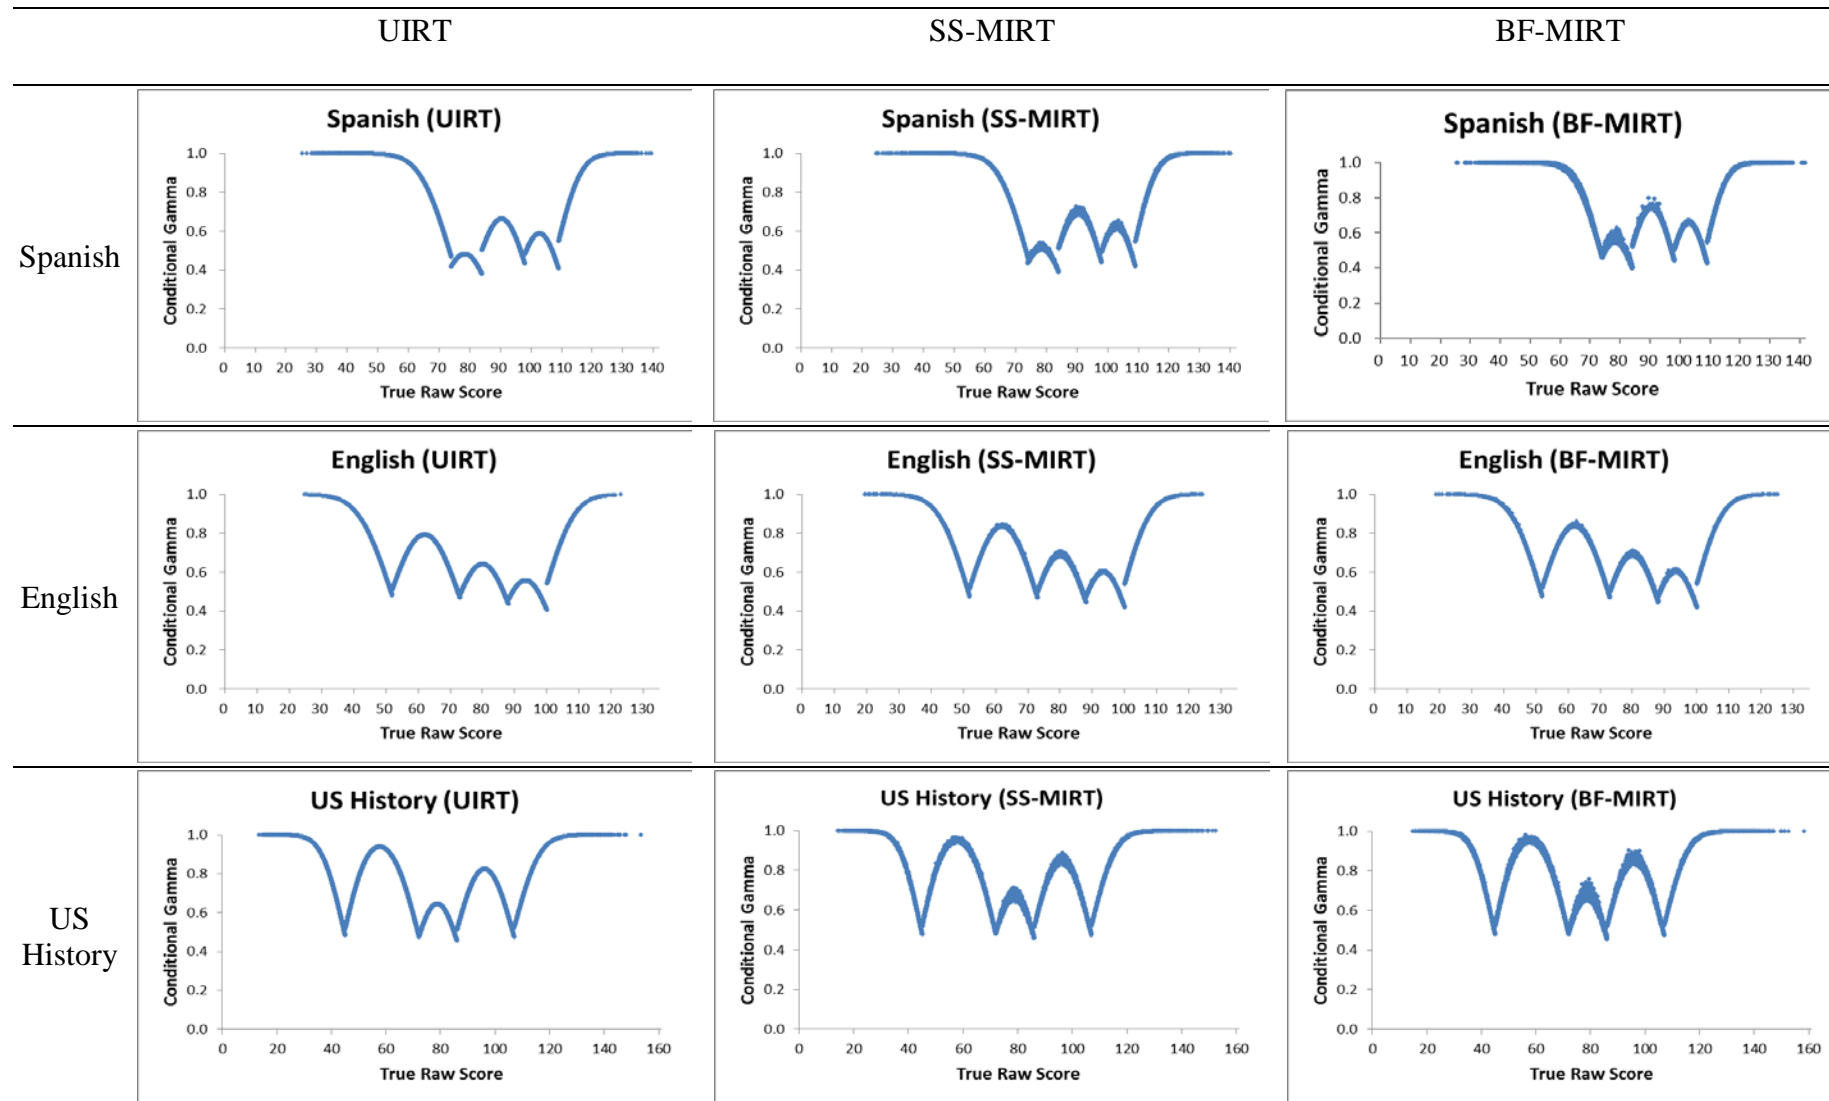 UIRT SS-MIRT BF-MIRT
Spanish
Spanish (UIRT)
Conditional Gamma
1.0
0.8
0.6
0.4
0.2
0.0
0 10 20 30 40 50 60 70 80 90 100 110 120 130 140
True Raw Score
Spanish (SS-MIRT)
Conditional Gamma
1.0
0.8
0.6
0.4
0.2
0.0
0 10 20 30 40 50 60 70 80 90 100 110 120 130 140
True Raw Score
Spanish (BF-MIRT)
Conditional Gamma
1.0
0.8
0.6
0.4
0.2
0.0
0 10 20 30 40 50 60 70 80 90 100 110 120 130 140
True Raw Score
English
English (UIRT)
Conditional Gamma
1.0
0.8
0.6
0.4
0.2
0.0
0 10 20 30 40 50 60 70 80 90 100 110 120 130
True Raw Score
English (SS-MIRT)
Conditional Gamma
1.0
0.8
0.6
0.4
0.2
0.0
0 10 20 30 40 50 60 70 80 90 100 110 120 130
True Raw Score
English (BF-MIRT)
Conditional Gamma
1.0
0.8
0.6
0.4
0.2
0.0
0 10 20 30 40 50 60 70 80 90 100 110 120 130
True Raw Score
US
History
US History (UIRT)
Conditional Gamma
1.0
0.8
0.6
0.4
0.2
0.0
0 20 40 60 80 100 120 140 160
True Raw Score
US History (SS-MIRT)
Conditional Gamma
1.0
0.8
0.6
0.4
0.2
0.0
0 20 40 60 80 100 120 140 160
True Raw Score
US History (BF-MIRT)
Conditional Gamma
1.0
0.8
0.6
0.4
0.2
0.0
0 20 40 60 80 100 120 140 160
True Raw Score